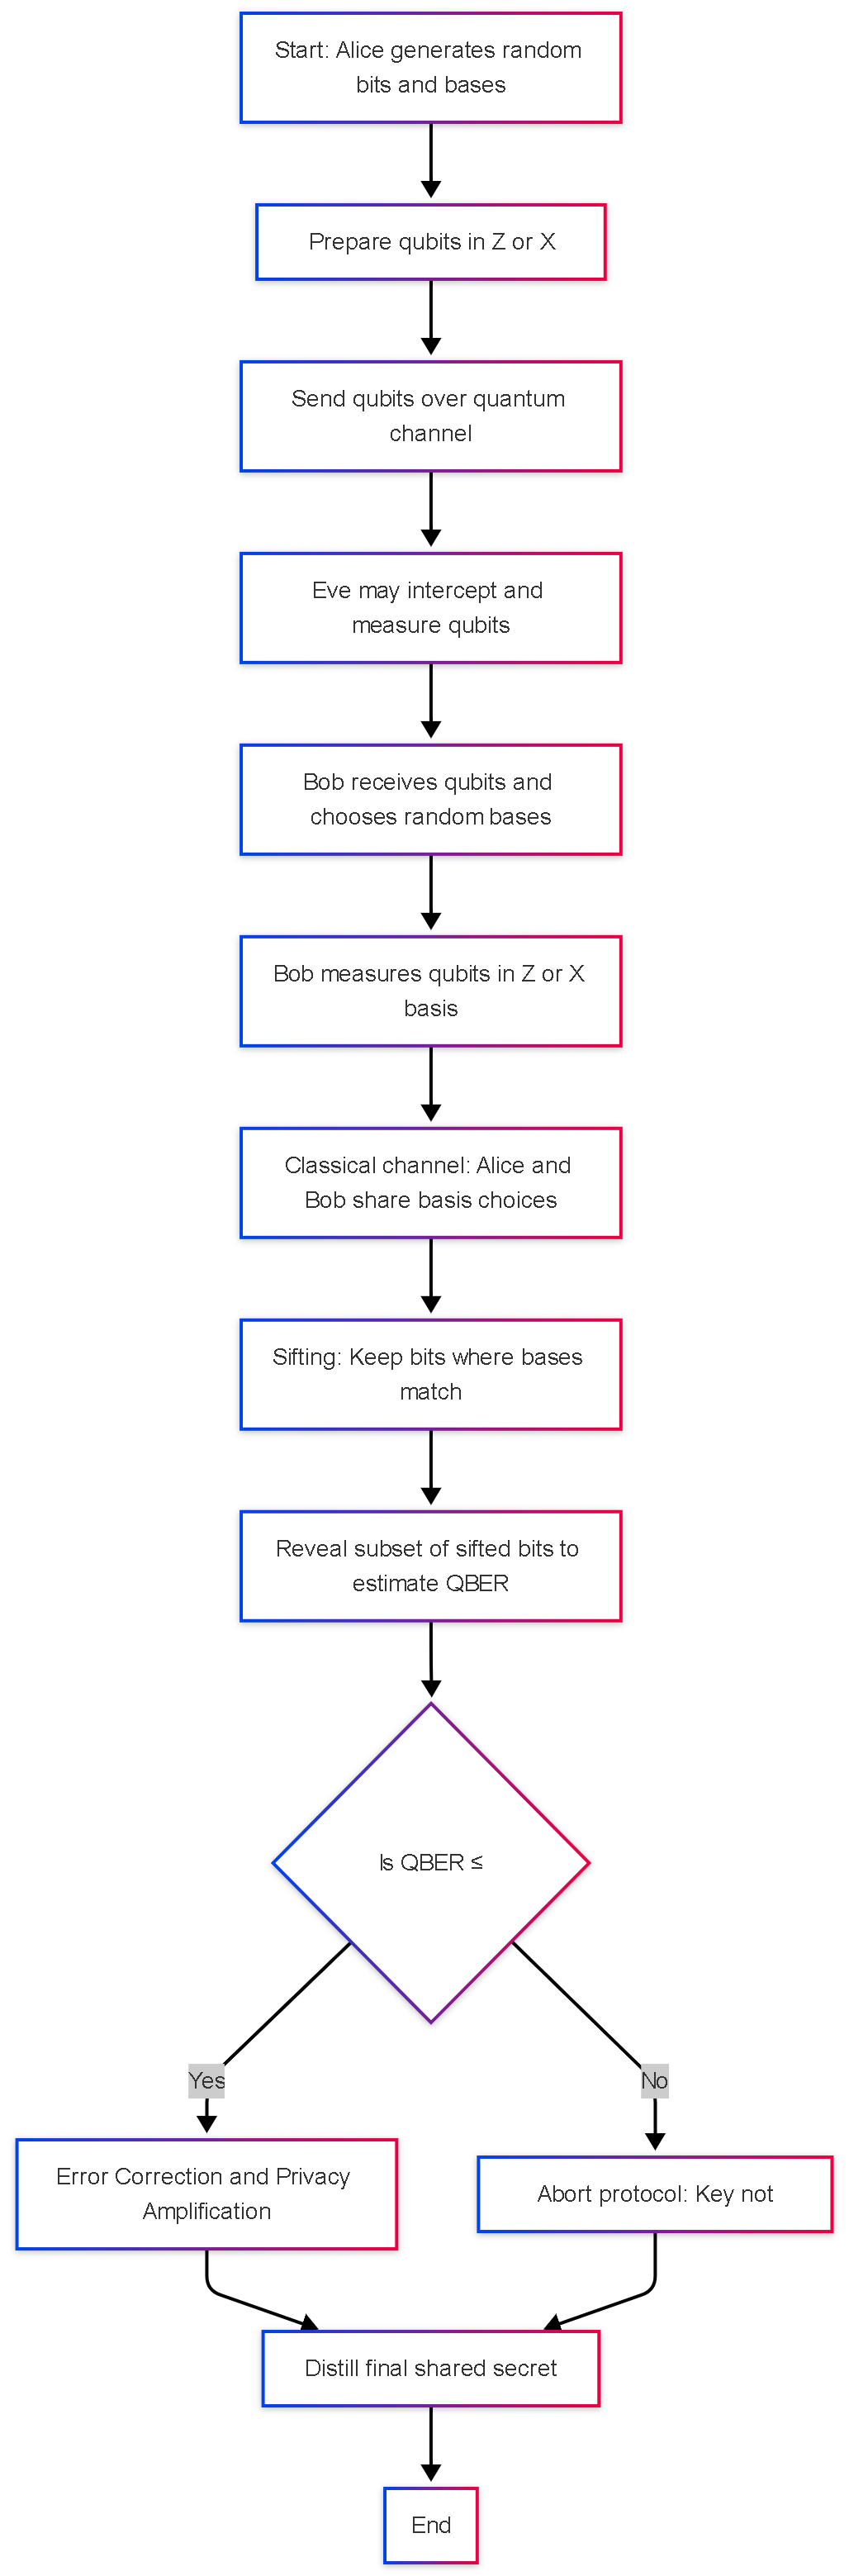 Start: Alice generates random
bits and bases
Prepare qubits in Z or X
Send qubits over quantum
channel
Eve may intercept and
measure qubits
Bob receives qubits and
chooses random bases
Bob measures qubits in Z or X
basis
Classical channel: Alice and
Bob share basis choices
Sifting: Keep bits where bases
match
Reveal subset of sifted bits to
estimate QBER
Is QBER ≤
Yes
No
Error Correction and Privacy
Amplification
Abort protocol: Key not
Distill final shared secret
End